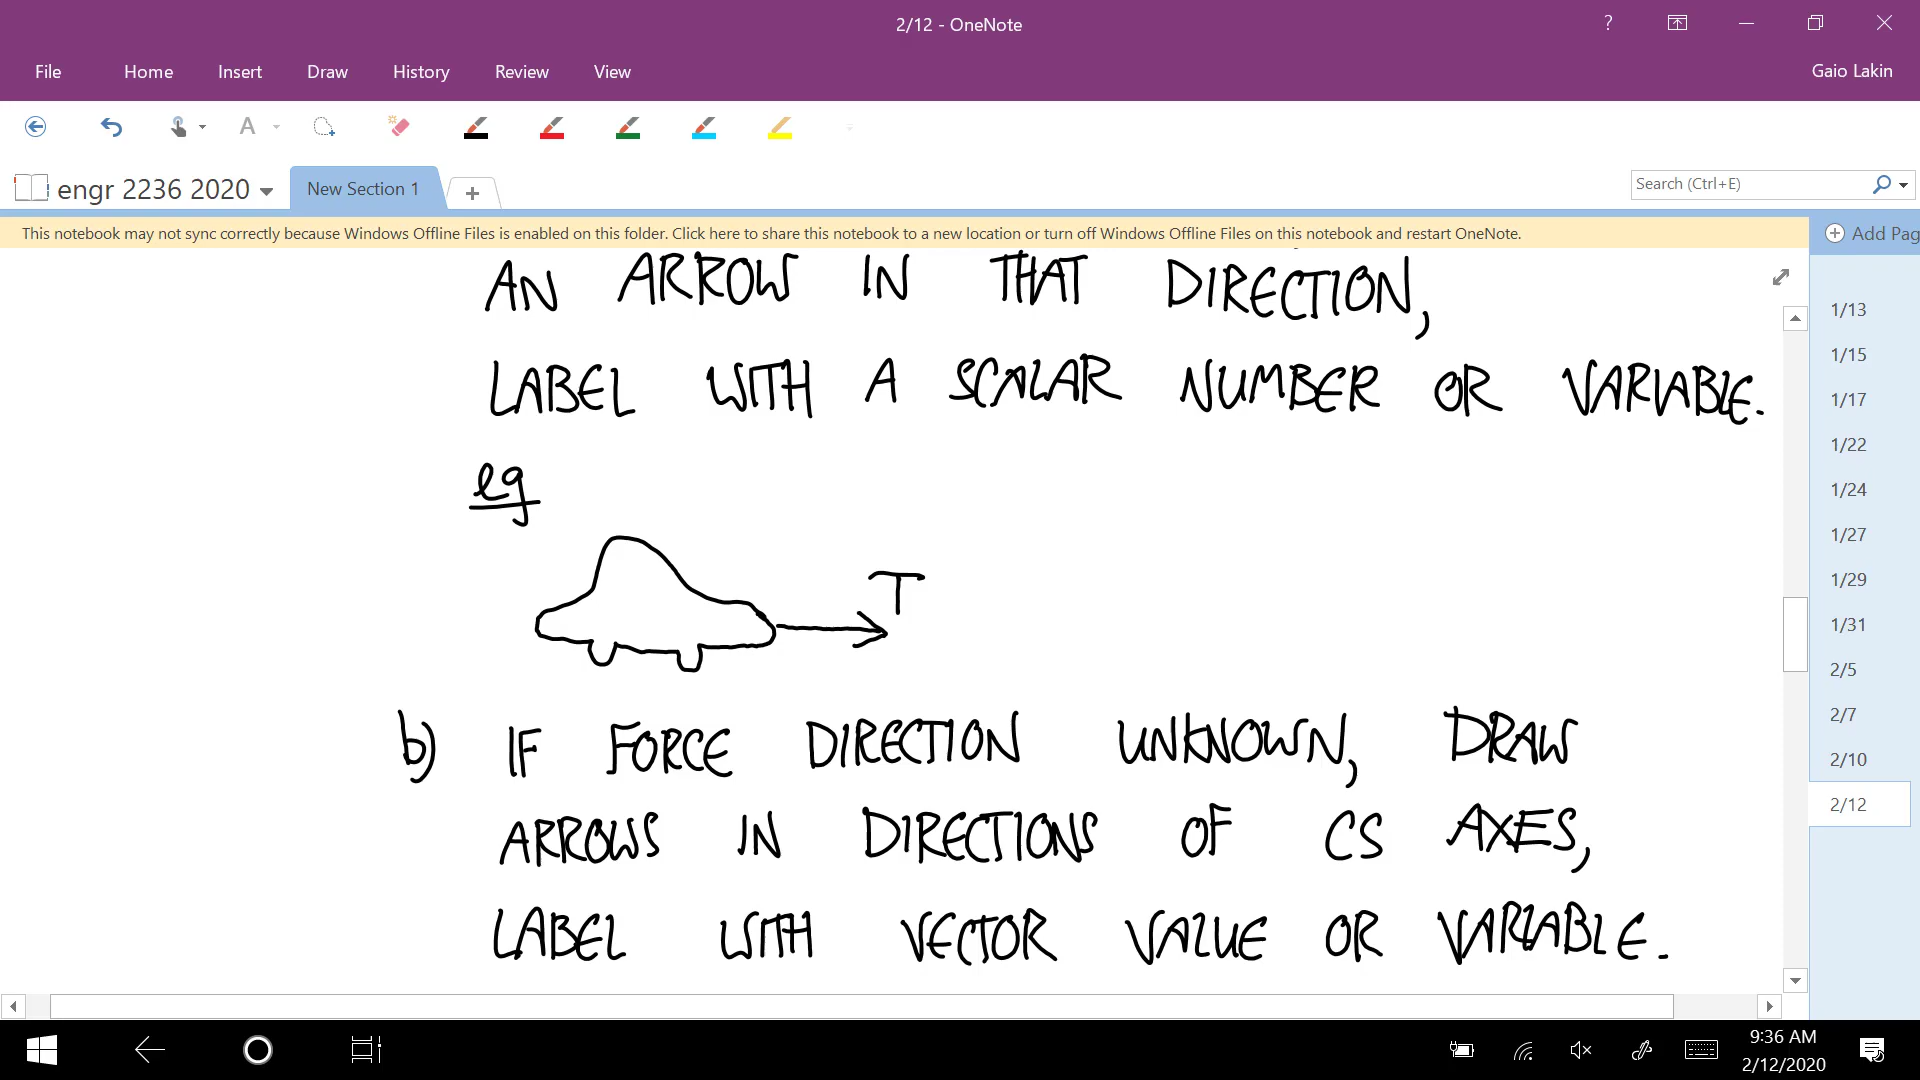 2/12 - OneNote
?
File Home Insert Draw History Review View
Gaio Lakin
A
engr 2236 2020
New Section 1
+
Search (Ctrl+E)
This notebook may not sync correctly because Windows Offline Files is enabled on this folder. Click here to share this notebook to a new location or turn off Windows Offline Files on this notebook and restart OneNote.
Add Pag
AN ARROW IN THAT DIRECTION,
LABEL WITH A SCALAR NUMBER OR VARIABLE.
eg
T
b) IF FORCE DIRECTION UNKNOWN, DRAW
ARROWS IN DIRECTIONS OF CS AXES,
LABEL WITH VECTOR VALUE OR VARIABLE.
1/13
1/15
1/17
1/22
1/24
1/27
1/29
1/31
2/5
2/7
2/10
2/12
9:36 AM
2/12/2020